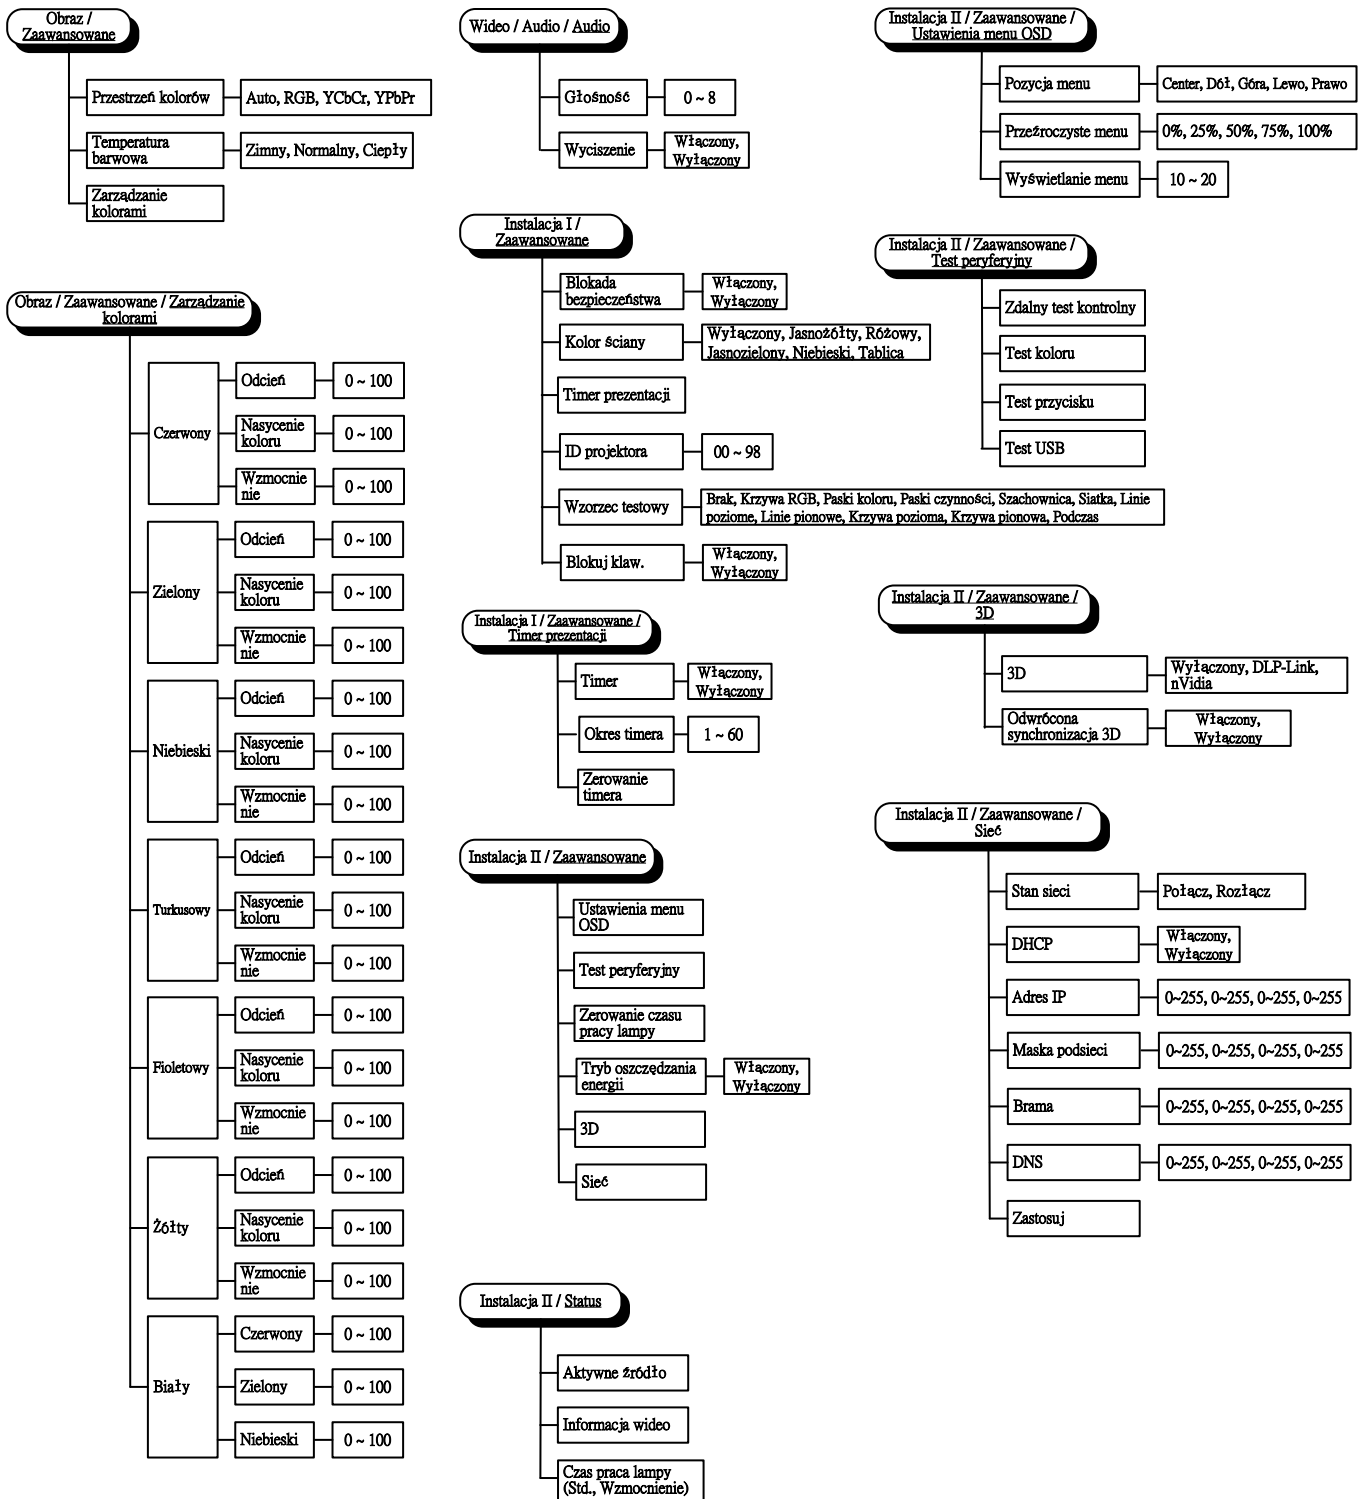 Obraz /
Zaawansowane
Przestrzeń kolorów
Auto, RGB, YCbCr, YPbPr
Temperatura
barwowa
Zimny, Normalny, Ciepły
Zarządzanie
kolorami
Obraz / Zaawansowane / Zarządzanie
kolorami
Czerwony
Odcień
0 ~ 100
Nasycenie
koloru
0 ~ 100
Wzmocnie
nie
0 ~ 100
Zielony
Odcień
0 ~ 100
Nasycenie
koloru
0 ~ 100
Wzmocnie
nie
0 ~ 100
Niebieski
Odcień
0 ~ 100
Nasycenie
koloru
0 ~ 100
Wzmocnie
nie
0 ~ 100
Turkusowy
Odcień
0 ~ 100
Nasycenie
koloru
0 ~ 100
Wzmocnie
nie
0 ~ 100
Fioletowy
Odcień
0 ~ 100
Nasycenie
koloru
0 ~ 100
Wzmocnie
nie
0 ~ 100
Żółty
Odcień
0 ~ 100
Nasycenie
koloru
0 ~ 100
Wzmocnie
nie
0 ~ 100
Biały
Czerwony
0 ~ 100
Zielony
0 ~ 100
Niebieski
0 ~ 100
Wideo / Audio / Audio
Głośność
0 ~ 8
Wyciszenie
Włączony,
Wyłączony
Instalacja I /
Zaawansowane
Blokada
bezpieczeństwa
Włączony,
Wyłączony
Kolor ściany
Wyłączony, Jasnożółty, Różowy,
Jasnozielony, Niebieski, Tablica
Timer prezentacji
ID projektora
00 ~ 98
Wzorzec testowy
Brak, Krzywa RGB, Paski koloru, Paski czynności, Szachownica, Siatka, Linie
poziome, Linie pionowe, Krzywa pozioma, Krzywa pionowa, Podczas
Blokuj klaw.
Włączony,
Wyłączony
Instalacja I / Zaawansowane /
Timer prezentacji
Timer
Włączony,
Wyłączony
Okres timera
1 ~ 60
Zerowanie
timera
Instalacja II / Zaawansowane
Ustawienia menu
OSD
Test peryferyjny
Zerowanie czasu
pracy lampy
Tryb oszczędzania
energii
Włączony,
Wyłączony
3D
Sieć
Instalacja II / Status
Aktywne źródło
Informacja wideo
Czas praca lampy
(Std., Wzmocnienie)
Instalacja II / Zaawansowane /
Ustawienia menu OSD
Pozycja menu
Center, Dół, Góra, Lewo, Prawo
Przeźroczyste menu
0%, 25%, 50%, 75%, 100%
Wyświetlanie menu
10 ~ 20
Instalacja II / Zaawansowane /
Test peryferyjny
Zdalny test kontrolny
Test koloru
Test przycisku
Test USB
Instalacja II / Zaawansowane /
3D
3D
Wyłączony, DLP-Link,
nVidia
Odwrócona
synchronizacja 3D
Włączony,
Wyłączony
Instalacja II / Zaawansowane /
Sieć
Stan sieci
Połącz, Rozłącz
DHCP
Włączony,
Wyłączony
Adres IP
0~255, 0~255, 0~255, 0~255
Maska podsieci
0~255, 0~255, 0~255, 0~255
Brama
0~255, 0~255, 0~255, 0~255
DNS
0~255, 0~255, 0~255, 0~255
Zastosuj